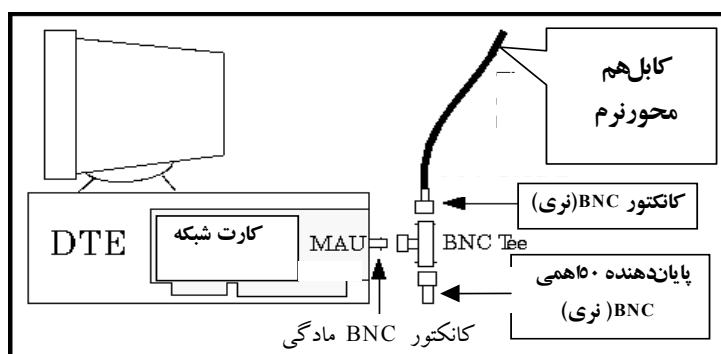 کابل‌هم
محورنرم
کانکتور BNC(نری)
DTE
کارت شبکه
MAU
BNC Tee
پایان‌دهنده ۵۰اهمی
BNC( نری)
کانکتور BNC مادگی